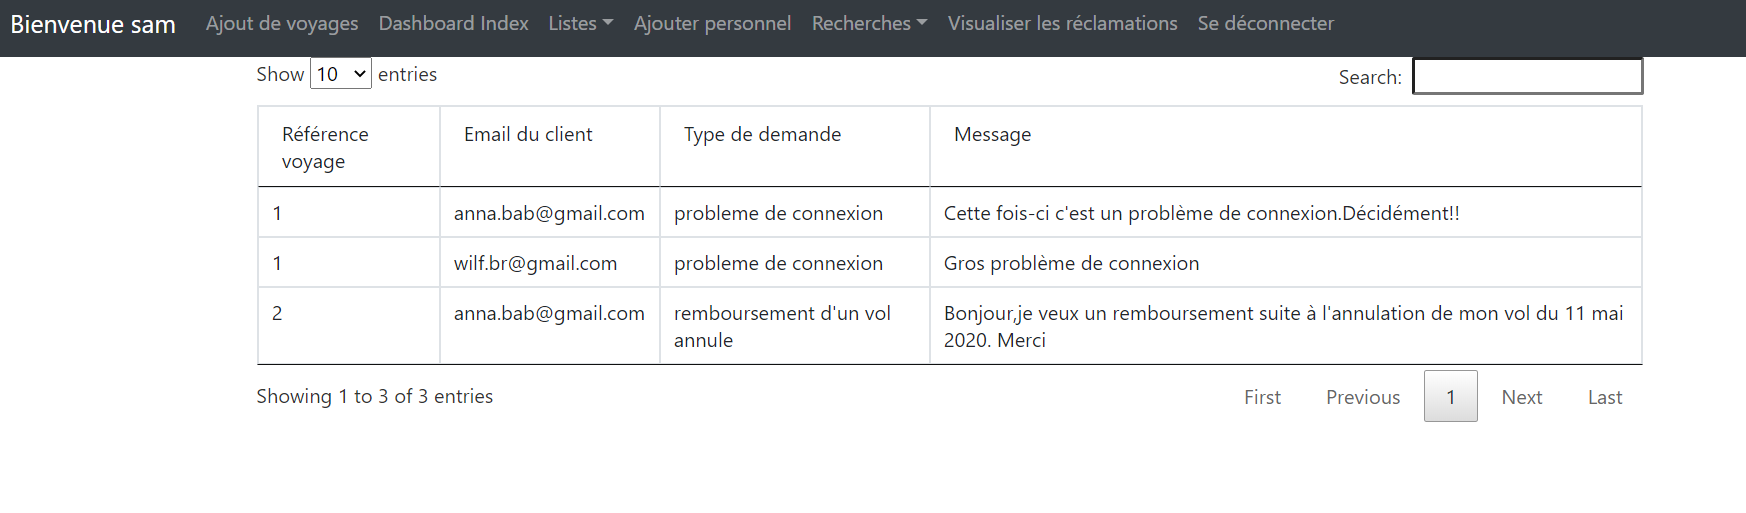 Bienvenue sam Ajout de voyages Dashboard Index Listes Ajouter personnel Recherches Visualiser les réclamations Se déconnecter
Show 10 entries Search:
Référence voyage Email du client Type de demande Message
1 anna.bab@gmail.com probleme de connexion Cette fois-ci c'est un problème de connexion.Décidément!!
1 wilf.br@gmail.com probleme de connexion Gros problème de connexion
2 anna.bab@gmail.com remboursement d'un vol annule Bonjour,je veux un remboursement suite à l'annulation de mon vol du 11 mai 2020. Merci
Showing 1 to 3 of 3 entries First Previous 1 Next Last